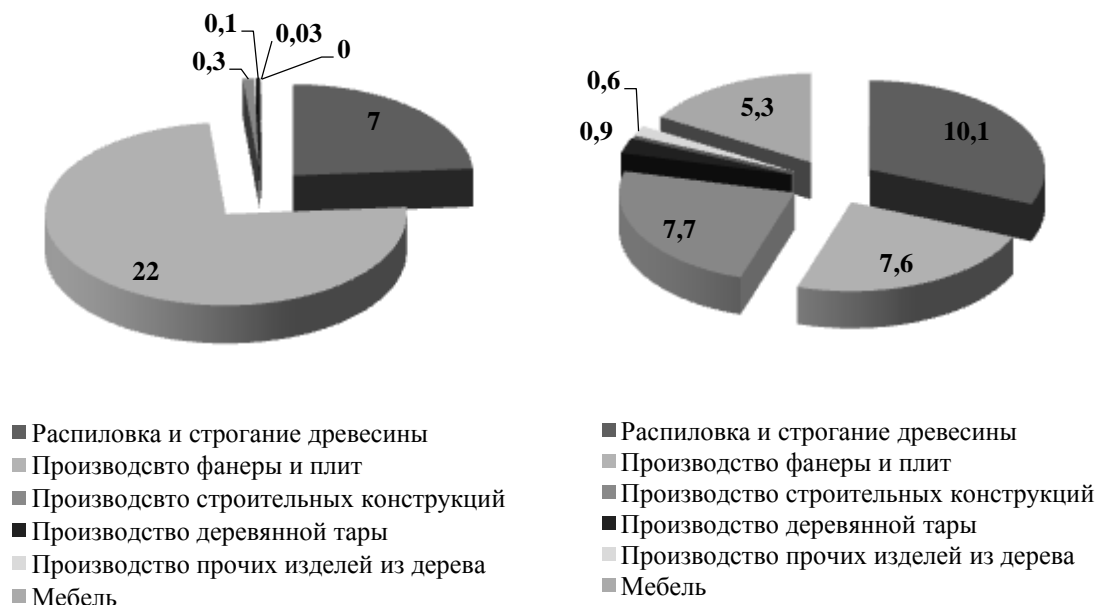 0,1
0,03
0
0,3
7
22
0,6
5,3
10,1
0,9
7,7
7,6
Распиловка и строгание древесины
Производсвто фанеры и плит
Производсвто строительных конструкций
Производство деревянной тары
Производство прочих изделей из дерева
Мебель
Распиловка и строгание древесины
Производство фанеры и плит
Производство строительных конструкций
Производство деревянной тары
Производство прочих изделей из дерева
Мебель